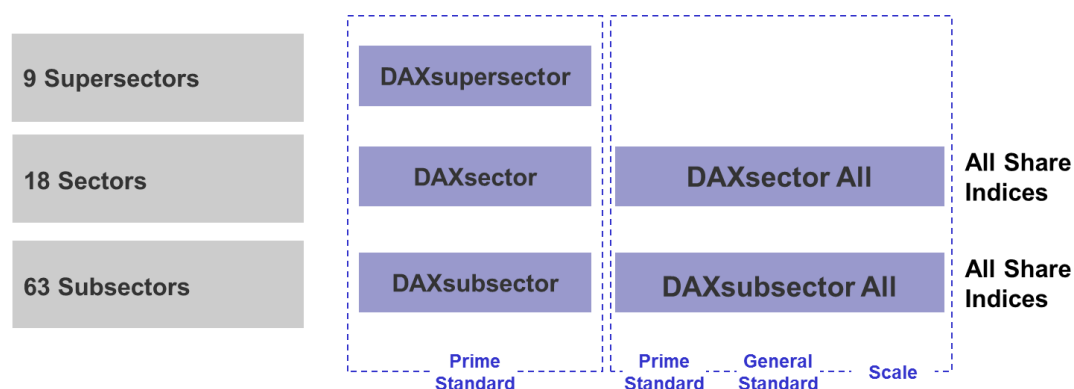 9 Supersectors
DAXsupersector
18 Sectors
DAXsector
DAXsector All
All Share
Indices
63 Subsectors
DAXsubsector
DAXsubsector All
All Share
Indices
Prime
Standard
Prime
Standard
General
Standard
Scale